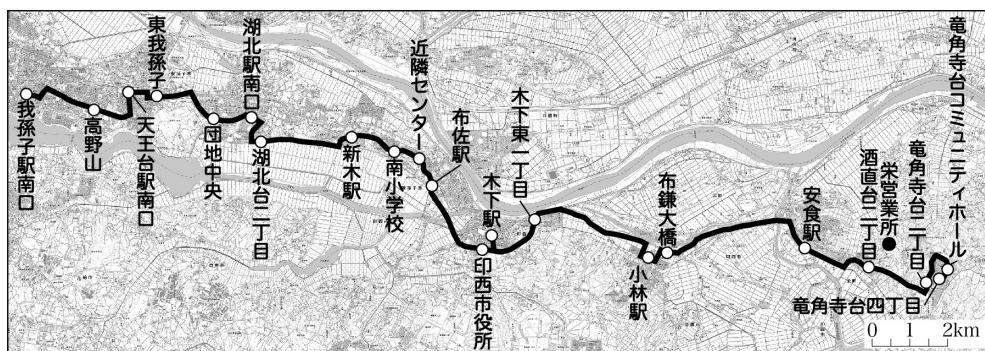 我孫子駅南口
高野山
天王台駅南口
東我孫子
団地中央
湖北駅南口
湖北台二丁目
新木駅
南小学校
近隣センター
布佐駅
印西市役所
木下駅
木下東一丁目
小林駅
布鎌大橋
安食駅
酒直台二丁目
栄営業所
竜角寺台二丁目
竜角寺台四丁目
竜角寺台コミュニティホール
0 1 2km